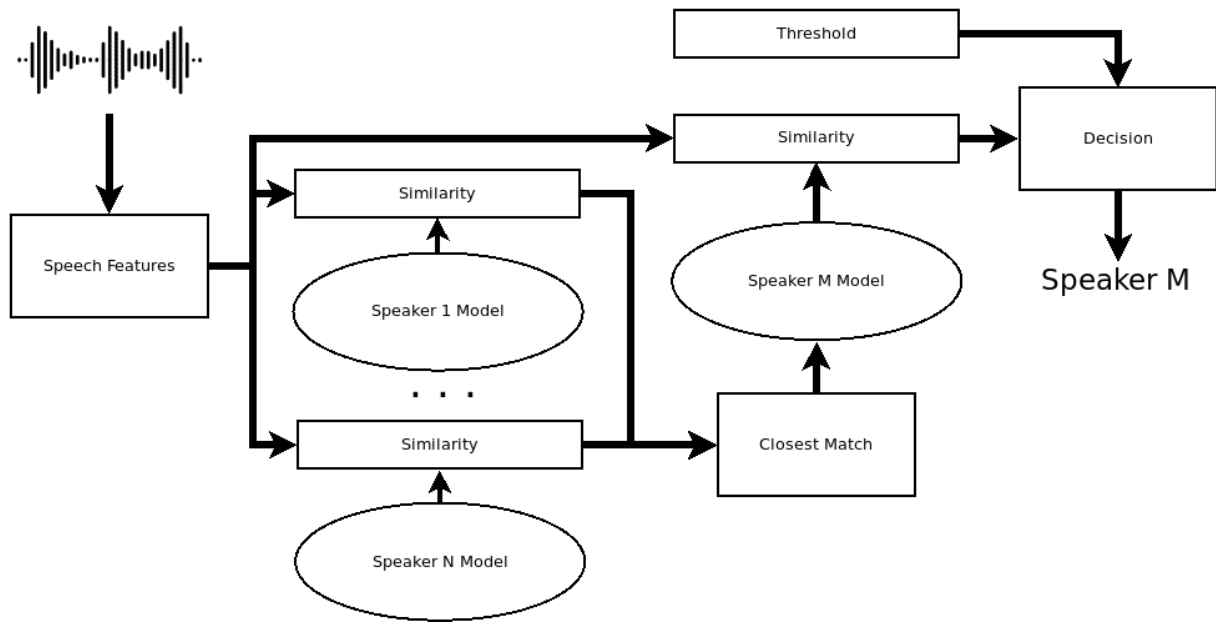 Threshold
Similarity
Decision
Similarity
Speech Features
Speaker 1 Model
Speaker M Model
Speaker M
. . .
Similarity
Closest Match
Speaker N Model